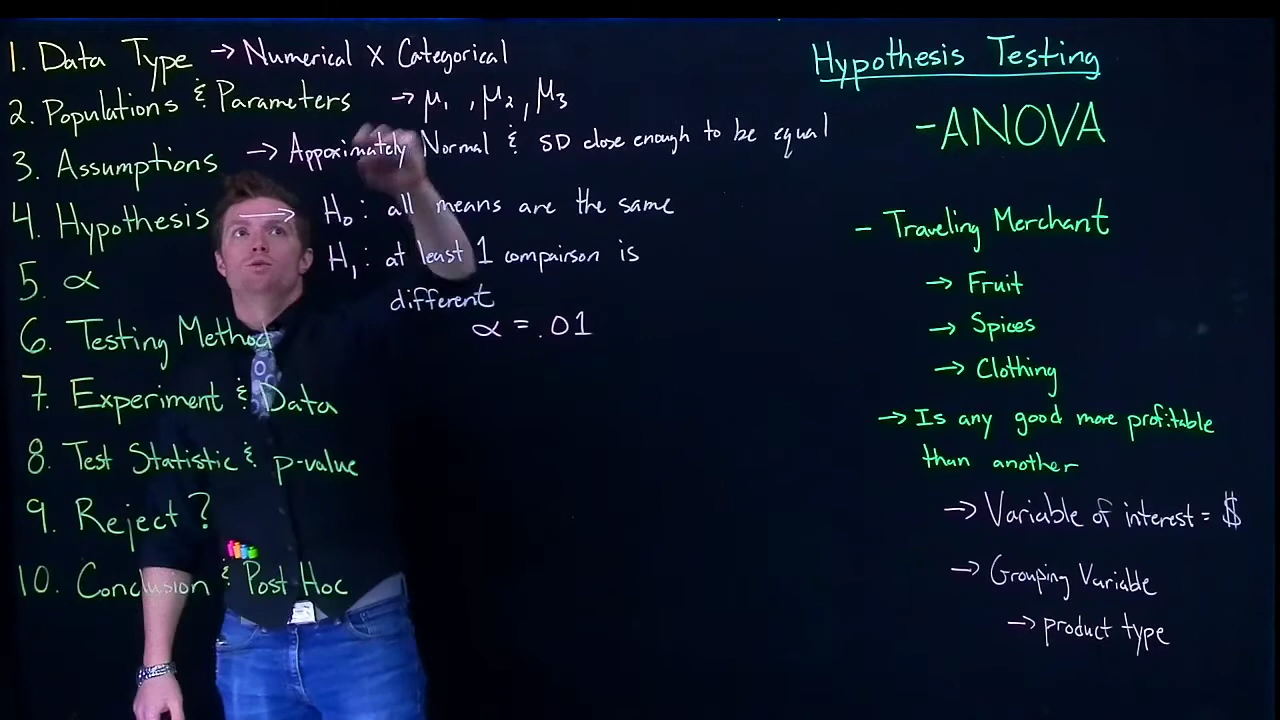 1. Data Type → Numerical X Categorical
2. Populations & Parameters → μ1, μ2, μ3
3. Assumptions → Appoximately Normal & SD close enough to be equal
4. Hypothesis → H0: all means are the same
H1: at least 1 compairson is
different
5. α
α = .01
6. Testing Method
7. Experiment & Data
8. Test Statistic & p-value
9. Reject?
10. Conclusion & Post Hoc
Hypothesis Testing
- ANOVA
- Traveling Merchant
→ Fruit
→ Spices
→ Clothing
→ Is any good more profitable
than another
→ Variable of interest = $
→ Grouping Variable
→ product type